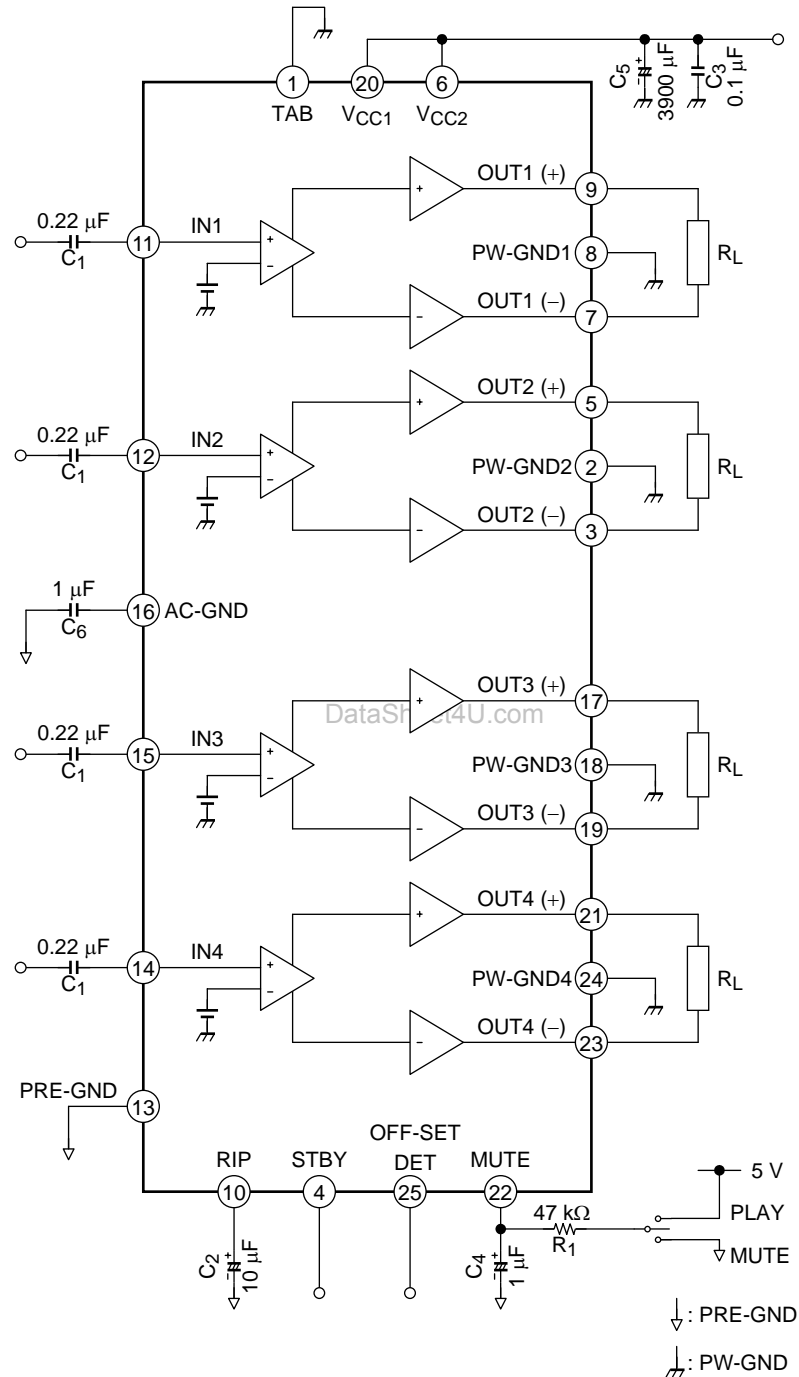 1 20 6
TAB VCC1 VCC2
C5 3900 µF
C3 0.1 µF
OUT1 (+) 9
0.22 µF
C1
11 IN1
PW-GND1 8
RL
OUT1 (−) 7
OUT2 (+) 5
0.22 µF
C1
12 IN2
PW-GND2 2
RL
OUT2 (−) 3
1 µF
C6
16 AC-GND
OUT3 (+) 17
DataSheet4U.com
0.22 µF
C1
15 IN3
PW-GND3 18
RL
OUT3 (−) 19
OUT4 (+) 21
0.22 µF
C1
14 IN4
PW-GND4 24
RL
OUT4 (−) 23
PRE-GND
13
RIP STBY OFF-SET DET MUTE
10 4 25 22
5 V
47 kΩ
R1
PLAY
MUTE
C2 10 µF
C4 1 µF
: PRE-GND
: PW-GND